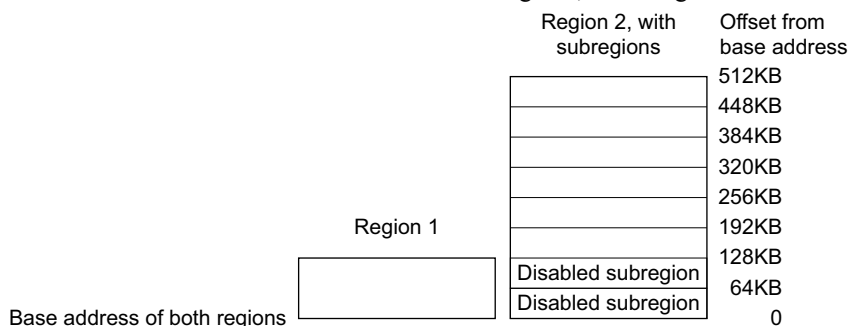 Region 2, with
subregions
Offset from
base address
512KB
448KB
384KB
320KB
256KB
Region 1
192KB
128KB
Disabled subregion
64KB
Disabled subregion
Base address of both regions
0